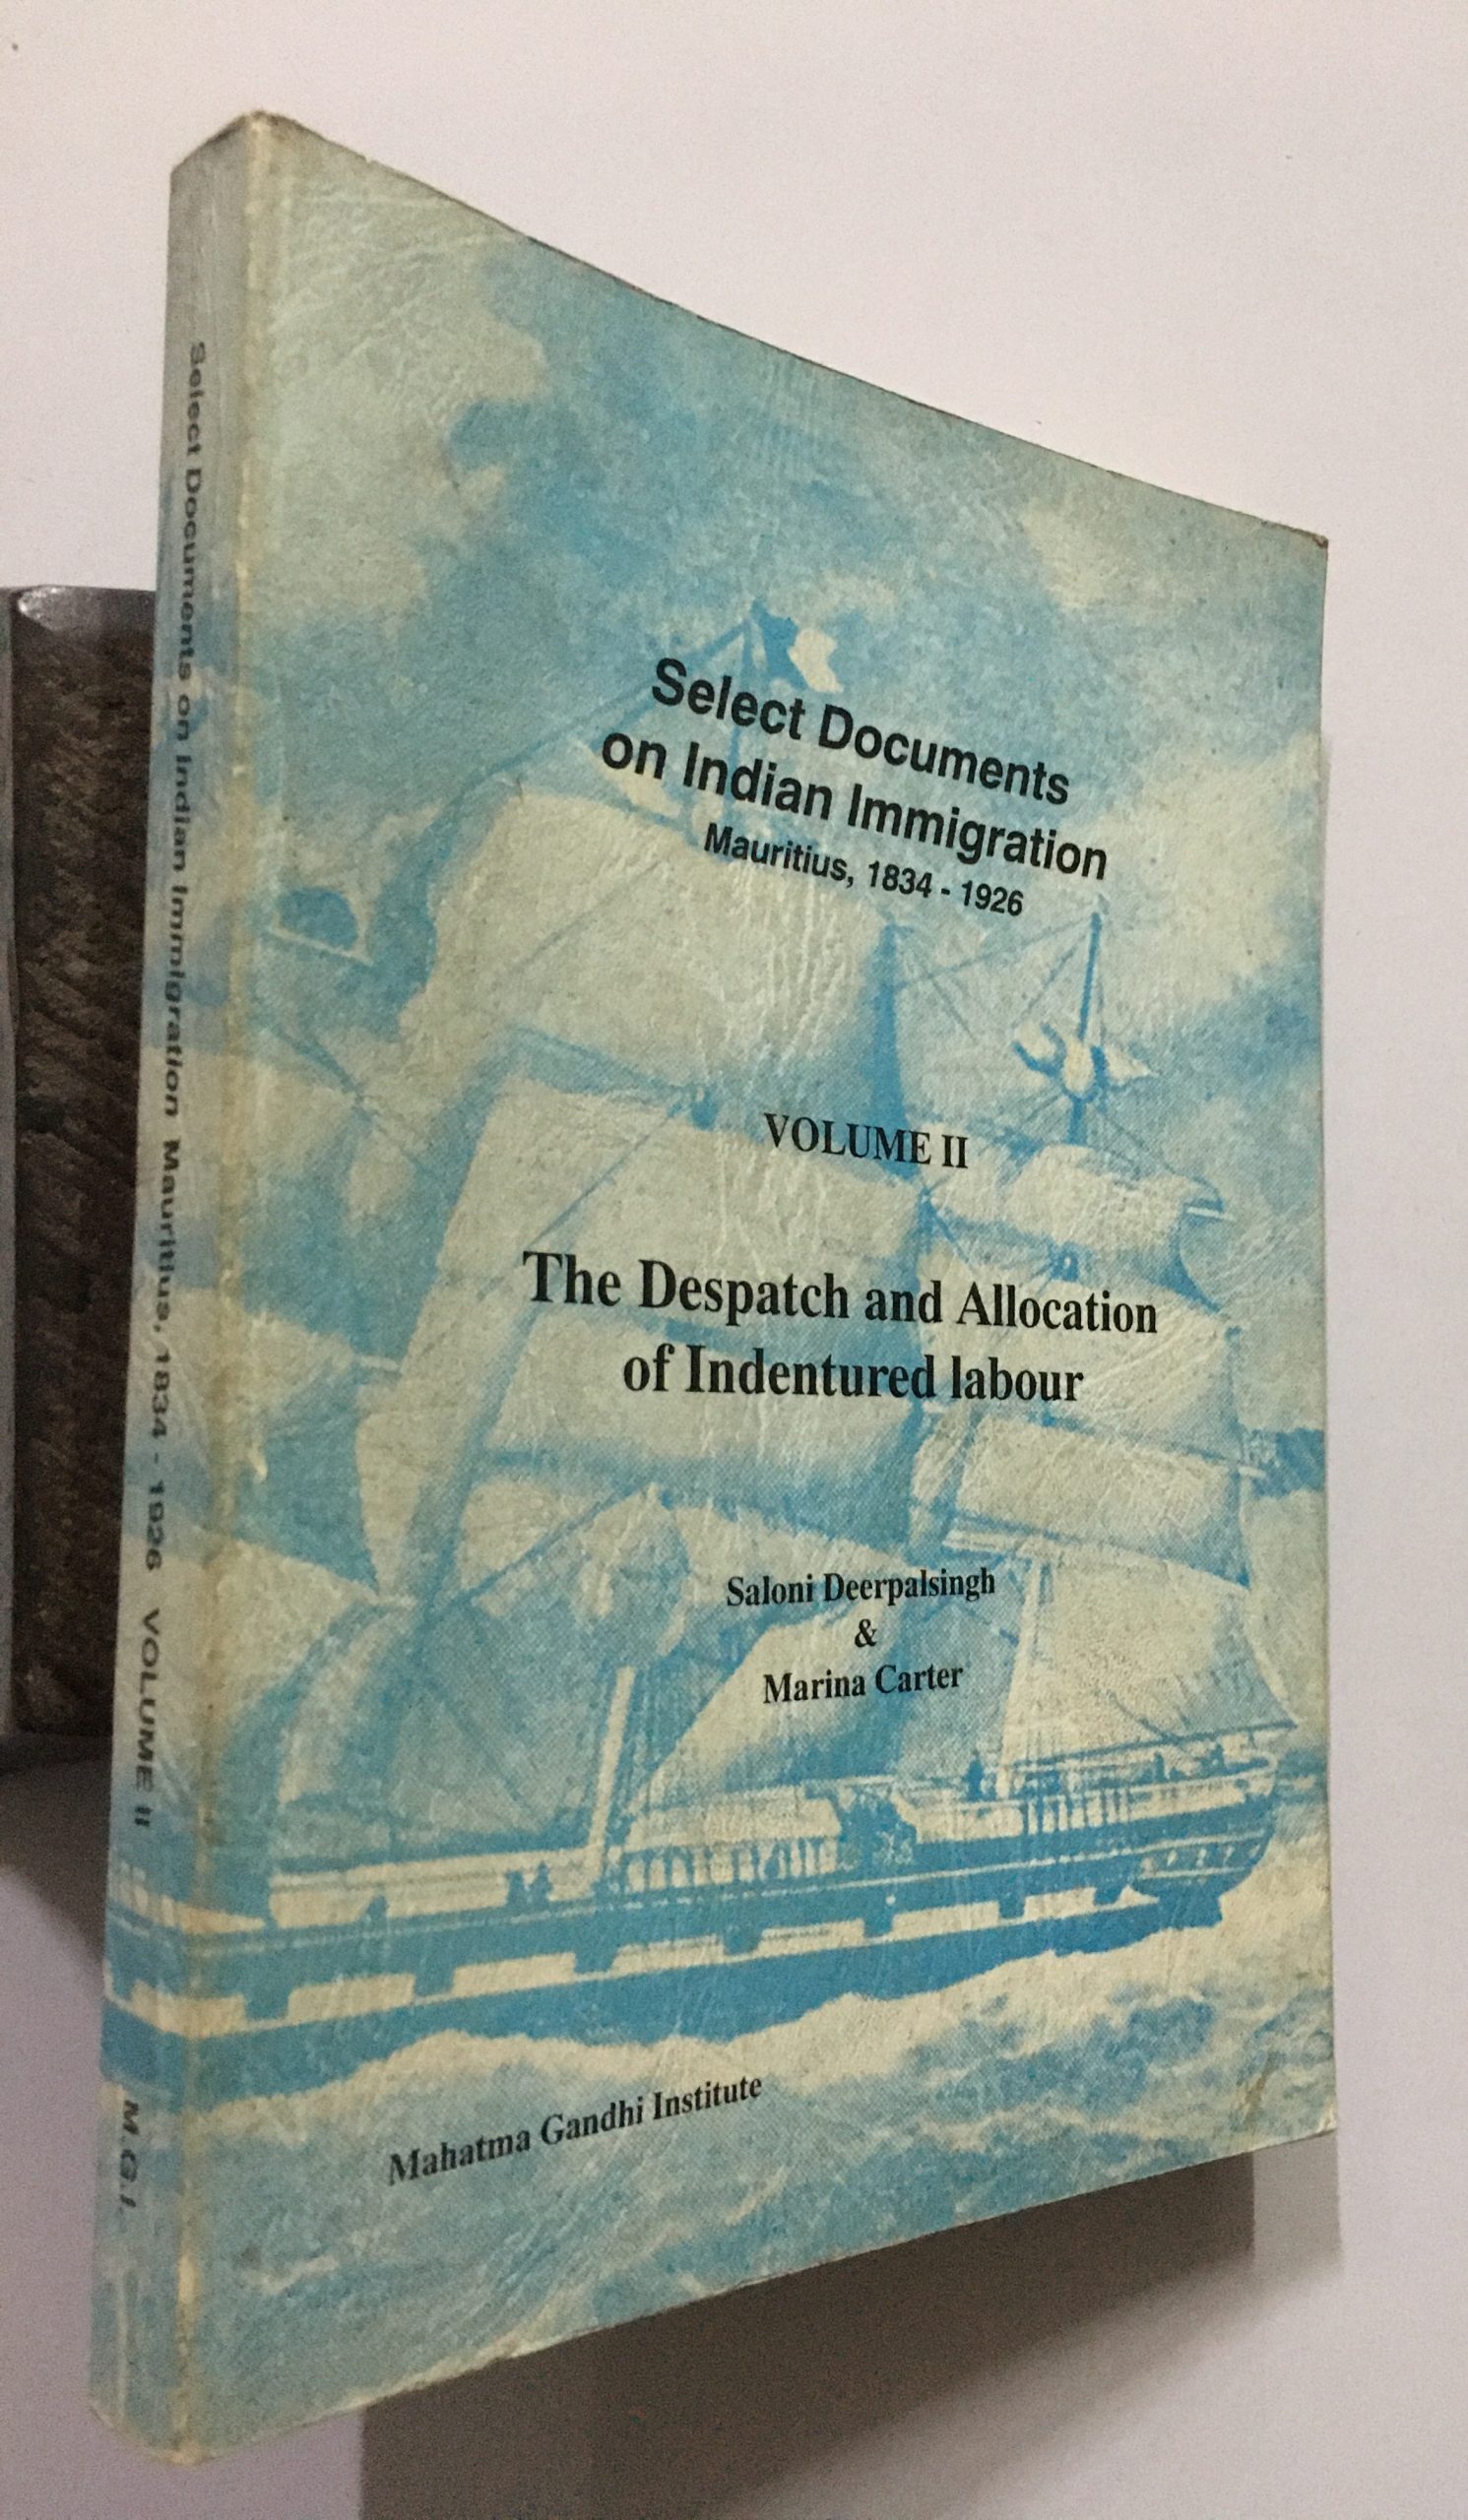 Select Documents
on Indian Immigration
Mauritius, 1834 - 1926
VOLUME II
The Despatch and Allocation
of Indentured labour
Saloni Deerpalsingh
&
Marina Carter
Mahatma Gandhi Institute
Select Documents on Indian Immigration Mauritius, 1834 - 1926 VOLUME II M.G.I.